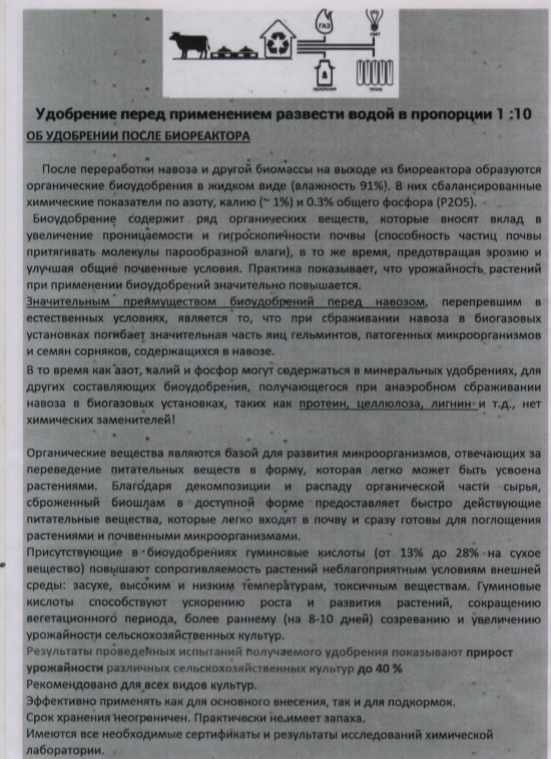 ГАЗ
СВЕТ
УДОБРЕНИЯ
ТЕПЛО
Удобрение перед применением развести водой в пропорции 1 :10
ОБ УДОБРЕНИИ ПОСЛЕ БИОРЕАКТОРА
После переработки навоза и другой биомассы на выходе из биореактора образуются
органические биоудобрения в жидком виде (влажность 91%). В них сбалансированные
химические показатели по азоту, калию (~ 1%) и 0.3% общего фосфора (P2O5).
Биоудобрение содержит ряд органических веществ, которые вносят вклад в
увеличение проницаемости и гигроскопичности почвы (способность частиц почвы
притягивать молекулы парообразной влаги), в то же время, предотвращая эрозию и
улучшая общие почвенные условия. Практика показывает, что урожайность растений
при применении биоудобрений значительно повышается.
Значительным преймуществом биоудобрений перед навозом, перепревшим в
естественных условиях, является то, что при сбраживании навоза в биогазовых
установках погибает значительная часть яиц гельминтов, патогенных микроорганизмов
и семян сорняков, содержащихся в навозе.
В то время как азот, калий и фосфор могут содержаться в минеральных удобрениях, для
других составляющих биоудобрения, получающегося при анаэробном сбраживании
навоза в биогазовых установках, таких как протеин, целлюлоза, лигнин и т.д., нет
химических заменителей!
Органические вещества являются базой для развития микроорганизмов, отвечающих за
переведение питательных веществ в форму, которая легко может быть усвоена
растениями. Благодаря декомпозиции и распаду органической части сырья,
сброженный биошлам в доступной форме предоставляет быстро действующие
питательные вещества, которые легко входят в почву и сразу готовы для поглощения
растениями и почвенными микроорганизмами.
Присутствующие в биоудобрениях гуминовые кислоты (от 13% до 28% на сухое
вещество) повышают сопротивляемость растений неблагоприятным условиям внешней
среды: засухе, высоким и низким температурам, токсичным веществам. Гуминовые
кислоты способствуют ускорению роста и развития растений, сокращению
вегетационного периода, более раннему (на 8-10 дней) созреванию и увеличению
урожайности сельскохозяйственных культур.
Результаты проведенных испытаний получаемого удобрения показывают прирост
урожайности различных сельскохозяйственных культур до 40 %
Рекомендовано для всех видов культур.
Эффективно применять как для основного внесения, так и для подкормок.
Срок хранения неограничен. Практически не имеет запаха.
Имеются все необходимые сертификаты и результаты исследований химической
лаборатории.